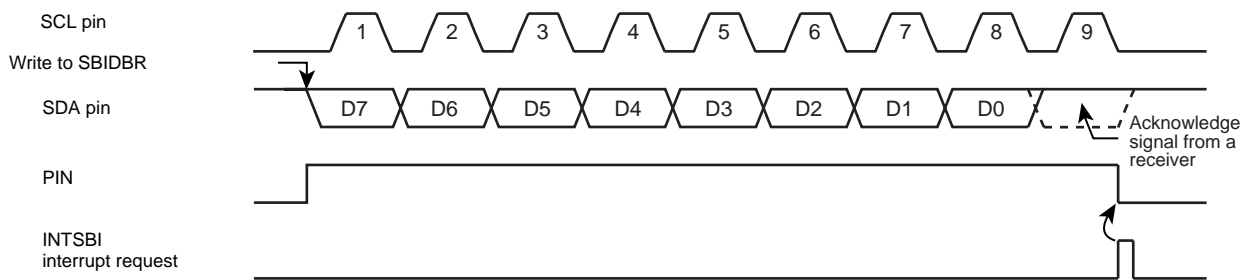 SCL pin
1 2 3 4 5 6 7 8 9
Write to SBIDBR
SDA pin
D7 D6 D5 D4 D3 D2 D1 D0
Acknowledge
signal from a
receiver
PIN
INTSBI
interrupt request